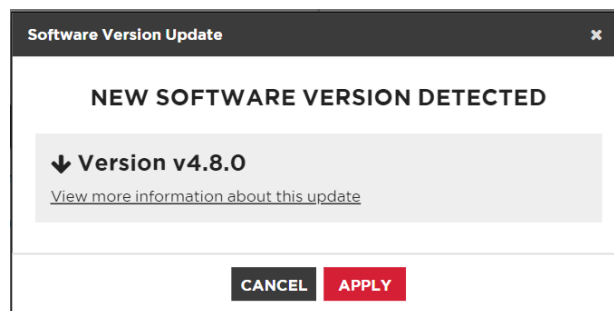 Software Version Update
NEW SOFTWARE VERSION DETECTED
Version v4.8.0
View more information about this update
CANCEL APPLY